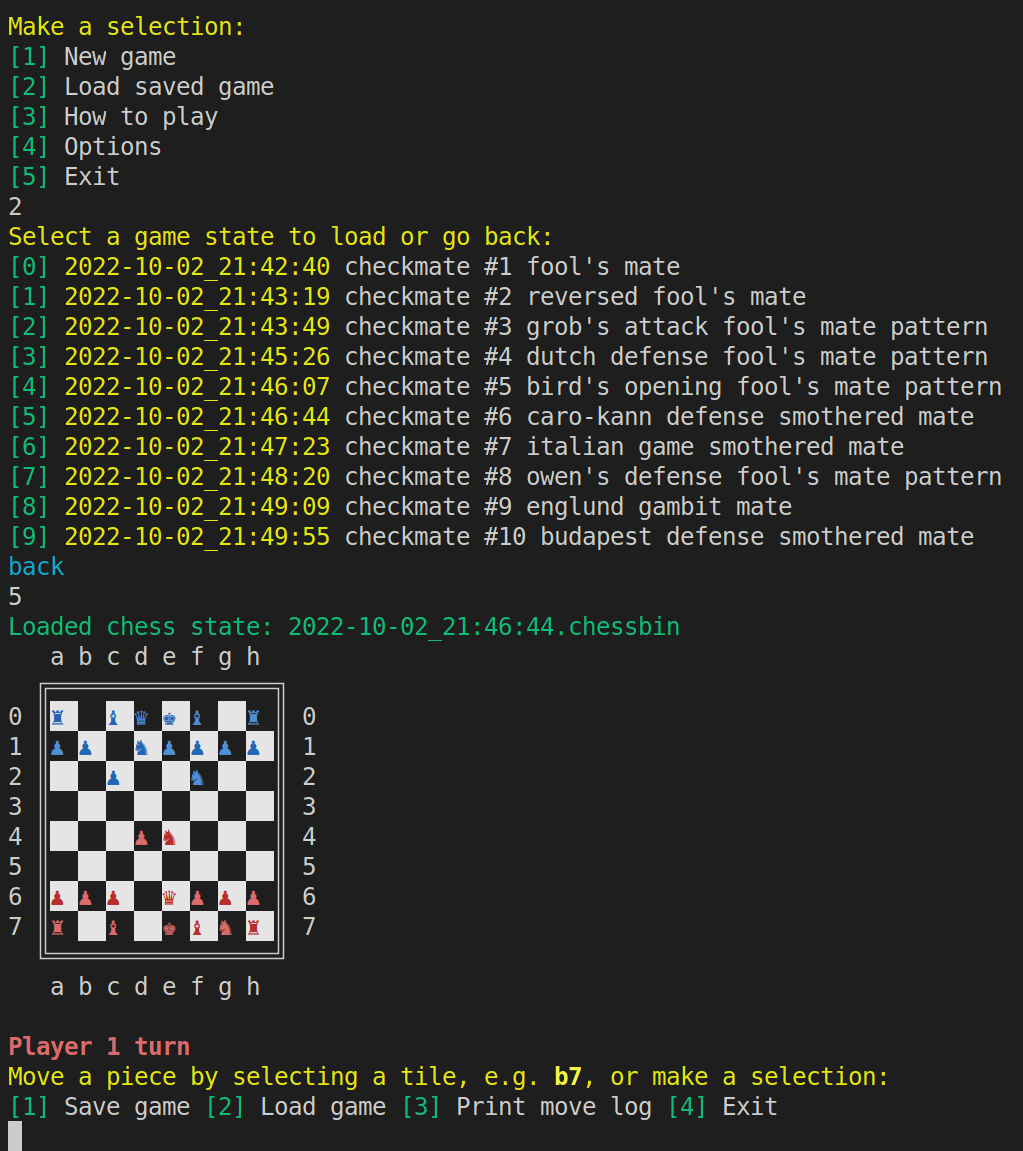 Make a selection:
[1] New game
[2] Load saved game
[3] How to play
[4] Options
[5] Exit
2
Select a game state to load or go back:
[0] 2022-10-02_21:42:40 checkmate #1 fool's mate
[1] 2022-10-02_21:43:19 checkmate #2 reversed fool's mate
[2] 2022-10-02_21:43:49 checkmate #3 grob's attack fool's mate pattern
[3] 2022-10-02_21:45:26 checkmate #4 dutch defense fool's mate pattern
[4] 2022-10-02_21:46:07 checkmate #5 bird's opening fool's mate pattern
[5] 2022-10-02_21:46:44 checkmate #6 caro-kann defense smothered mate
[6] 2022-10-02_21:47:23 checkmate #7 italian game smothered mate
[7] 2022-10-02_21:48:20 checkmate #8 owen's defense fool's mate pattern
[8] 2022-10-02_21:49:09 checkmate #9 englund gambit mate
[9] 2022-10-02_21:49:55 checkmate #10 budapest defense smothered mate
back
5
Loaded chess state: 2022-10-02_21:46:44.chessbin
a b c d e f g h
0 ♜ ♝ ♛ ♚ ♝ ♜ 0
1 ♟ ♟ ♞ ♟ ♟ ♟ ♟ 1
2 ♟ ♞ 2
3 3
4 ♟ ♞ 4
5 5
6 ♟ ♟ ♟ ♛ ♟ ♟ ♟ 6
7 ♜ ♝ ♚ ♝ ♞ ♜ 7
a b c d e f g h
Player 1 turn
Move a piece by selecting a tile, e.g. b7, or make a selection:
[1] Save game [2] Load game [3] Print move log [4] Exit